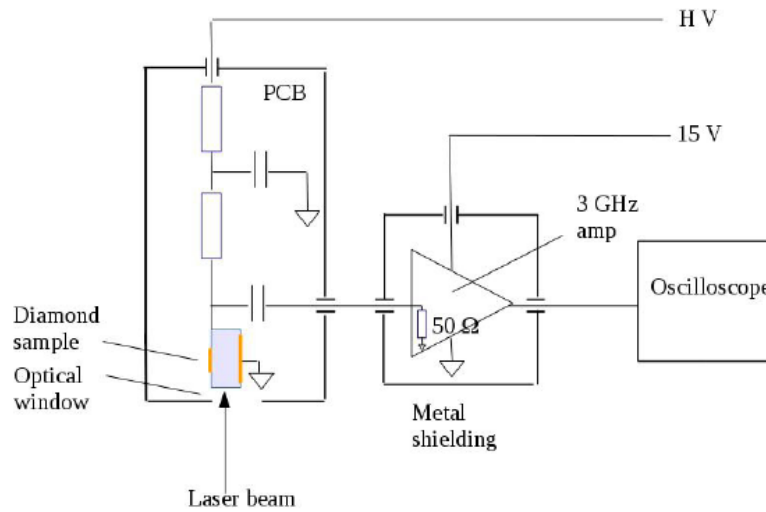 H V
PCB
15 V
3 GHz
amp
Oscilloscope
50 Ω
Diamond
sample
Optical
window
Metal
shielding
Laser beam